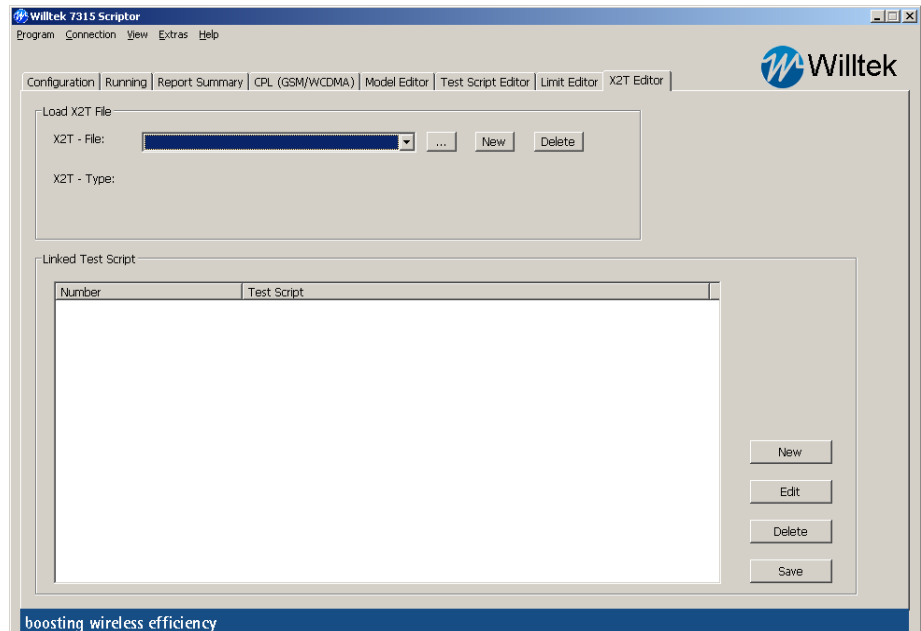 Willtek 7315 Scriptor
Program Connection View Extras Help
Willtek
Configuration Running Report Summary CPL (GSM/WCDMA) Model Editor Test Script Editor Limit Editor X2T Editor
Load X2T File
X2T - File: ... New Delete
X2T - Type:
Linked Test Script
Number Test Script
New
Edit
Delete
Save
boosting wireless efficiency